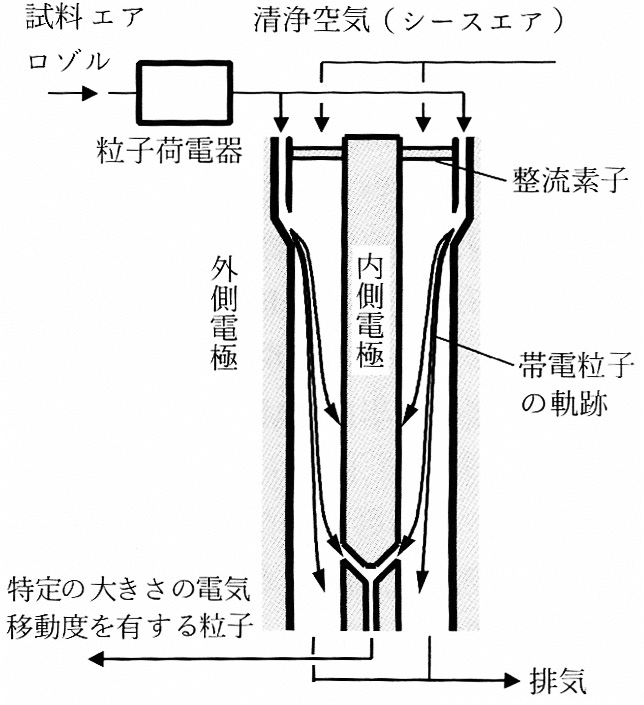 試料エア
ロゾル
清浄空気(シースエア)
粒子荷電器
整流素子
外側電極
内側電極
帯電粒子
の軌跡
特定の大きさの電気
移動度を有する粒子
排気